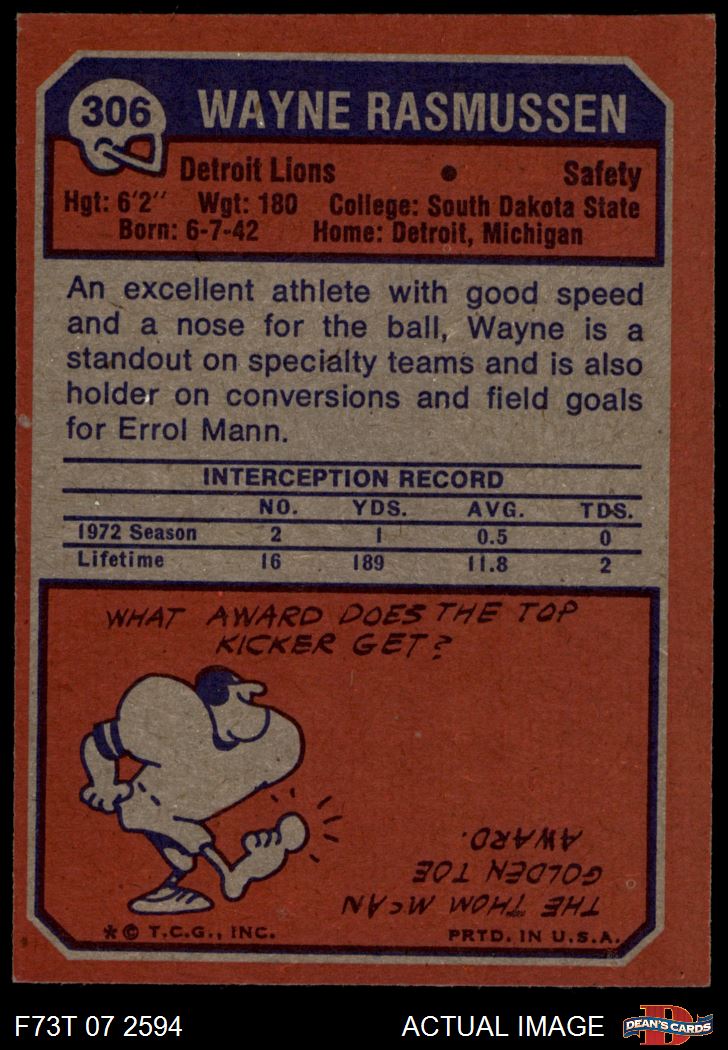 306 WAYNE RASMUSSEN
Detroit Lions • Safety
Hgt: 6'2" Wgt: 180 College: South Dakota State
Born: 6-7-42 Home: Detroit, Michigan
An excellent athlete with good speed
and a nose for the ball, Wayne is a
standout on specialty teams and is also
holder on conversions and field goals
for Errol Mann.
INTERCEPTION RECORD
NO. YDS. AVG. TDS.
1972 Season 2 1 0.5 0
Lifetime 16 189 11.8 2
WHAT AWARD DOES THE TOP
KICKER GET?
THE THOM McAN
GOLDEN TOE
AWARD.
*© T.C.G., INC. PRTD. IN U.S.A.
F73T 07 2594 ACTUAL IMAGE D DEAN'S CARDS